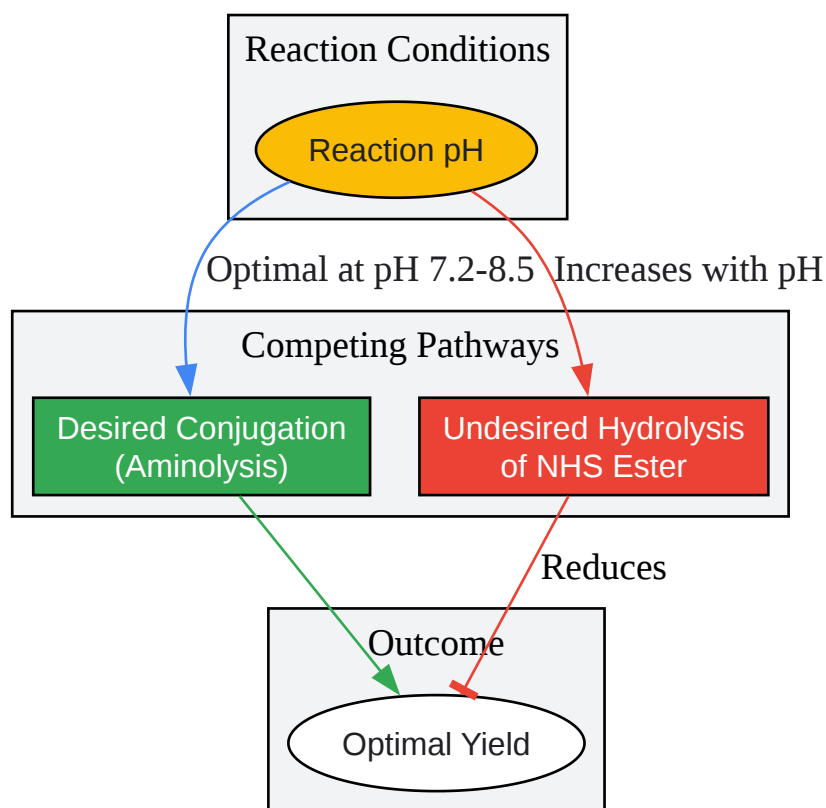 Reaction Conditions
Reaction pH
Optimal at pH 7.2-8.5
Increases with pH
Competing Pathways
Desired Conjugation
(Aminolysis)
Undesired Hydrolysis
of NHS Ester
Reduces
Outcome
Optimal Yield